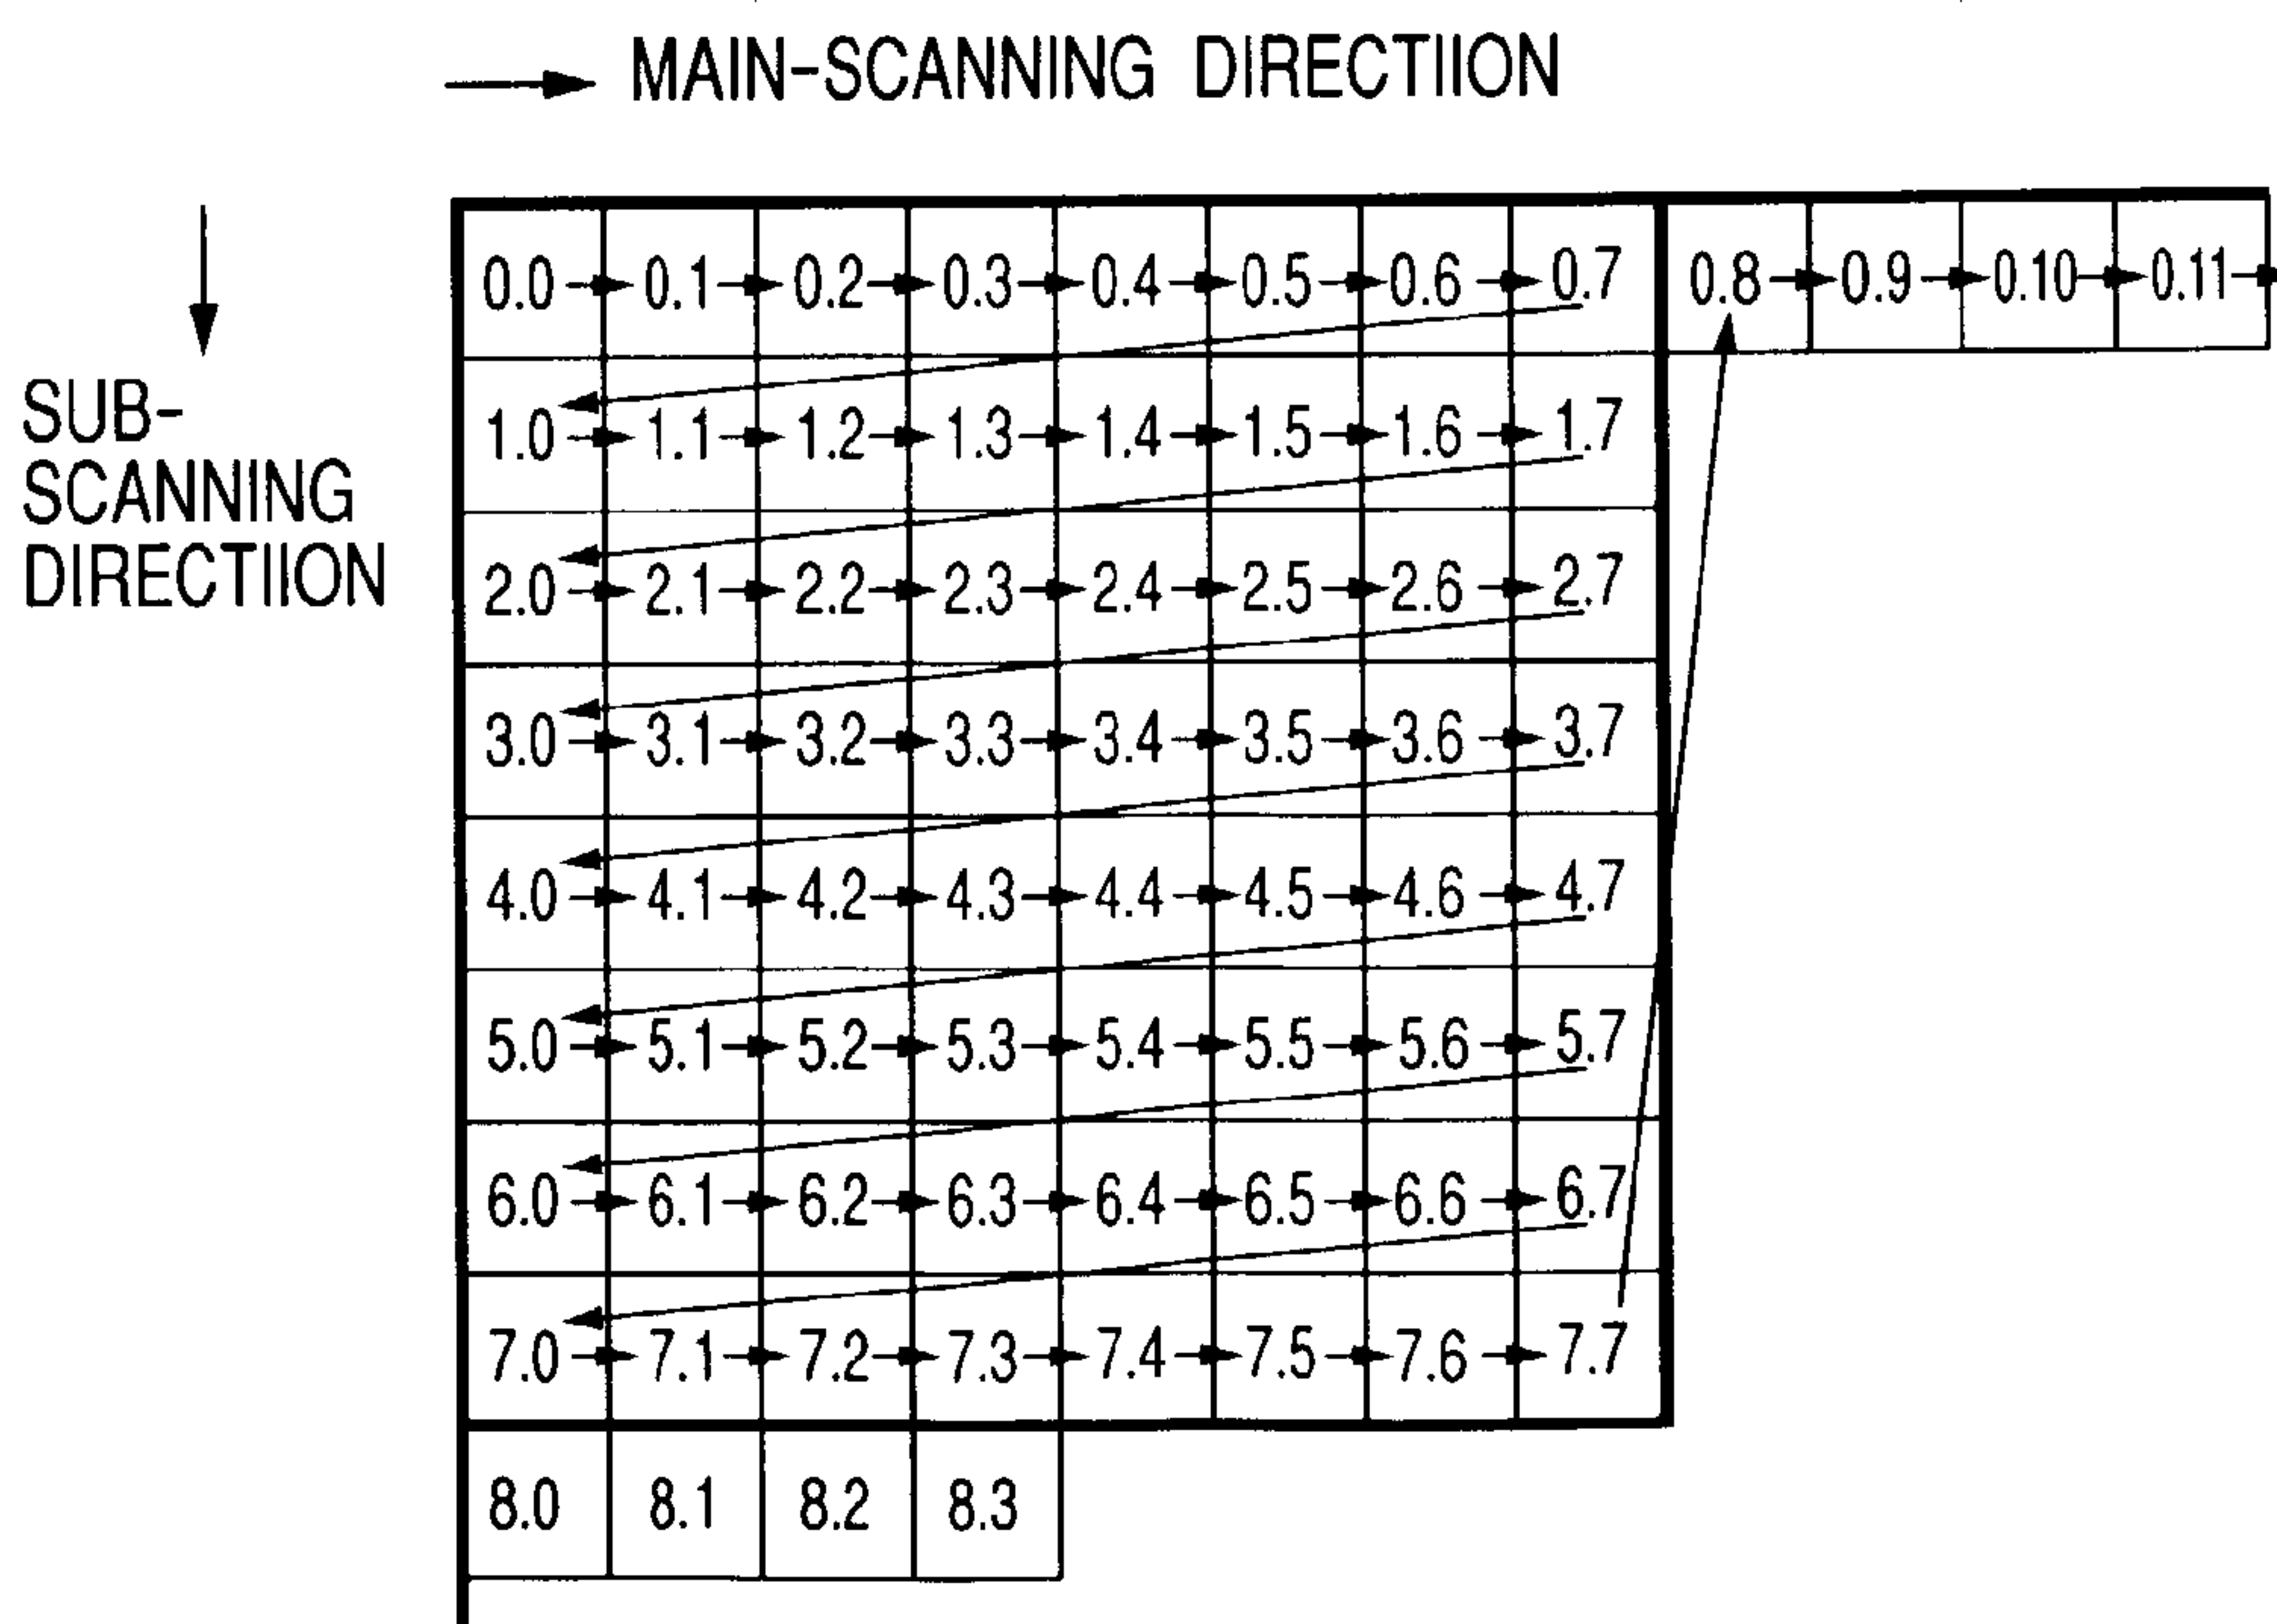 MAIN-SCANNING DIRECTIION
SUB-
SCANNING
DIRECTIION
0.0 0.1 0.2 0.3 0.4 0.5 0.6 0.7 0.8 0.9 0.10 0.11
1.0 1.1 1.2 1.3 1.4 1.5 1.6 1.7
2.0 2.1 2.2 2.3 2.4 2.5 2.6 2.7
3.0 3.1 3.2 3.3 3.4 3.5 3.6 3.7
4.0 4.1 4.2 4.3 4.4 4.5 4.6 4.7
5.0 5.1 5.2 5.3 5.4 5.5 5.6 5.7
6.0 6.1 6.2 6.3 6.4 6.5 6.6 6.7
7.0 7.1 7.2 7.3 7.4 7.5 7.6 7.7
8.0 8.1 8.2 8.3